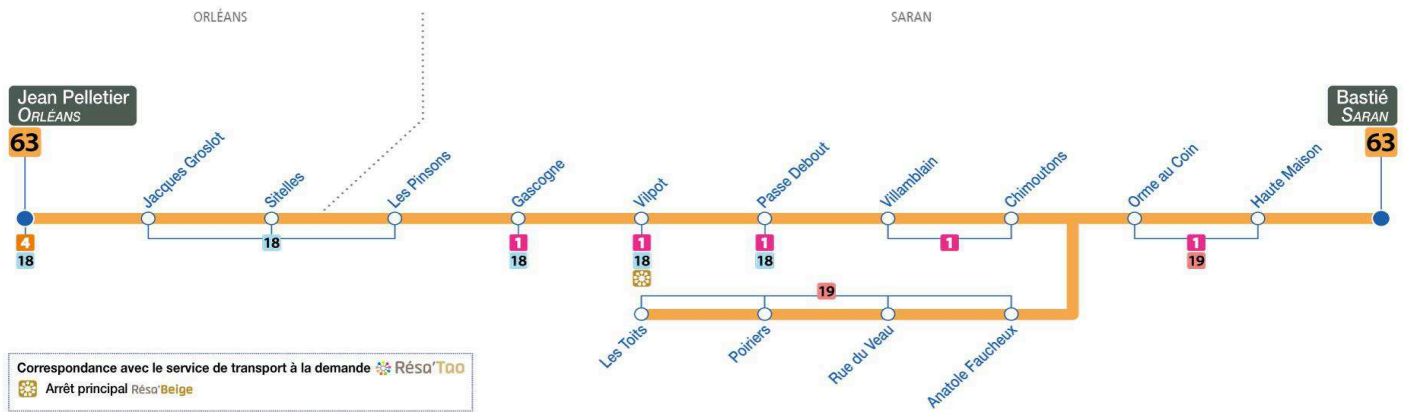 ORLÉANS
SARAN
Jean Pelletier
ORLÉANS
63
Bastié
SARAN
63
Jacques Groslot
Sitelles
Les Pinsons
Gascogne
Vilpot
Passe Debout
Villamblain
Chimoutons
Orme au Coin
Haute Maison
4
18
18
1
18
1
18
1
18
1
1
19
19
Les Toits
Poiriers
Rue du Veau
Anatole Faucheux
Correspondance avec le service de transport à la demande Résa'Tao
Arrêt principal Résa'Beige